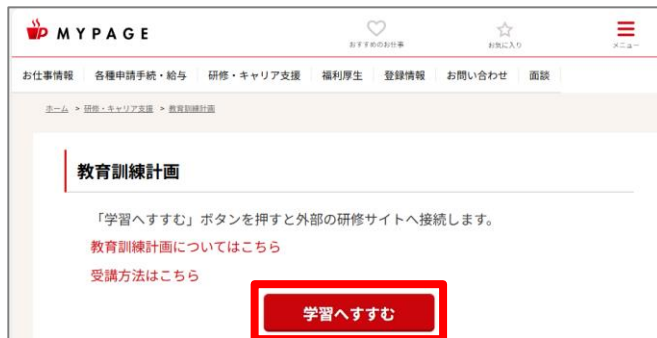 MYPAGE
おすすめのお仕事
お気に入り
メニュー
お仕事情報 各種申請手続・給与 研修・キャリア支援 福利厚生 登録情報 お問い合わせ 面談
ホーム > 研修・キャリア支援 > 教育訓練計画
教育訓練計画
「学習へすすむ」ボタンを押すと外部の研修サイトへ接続します。
教育訓練計画についてはこちら
受講方法はこちら
学習へすすむ